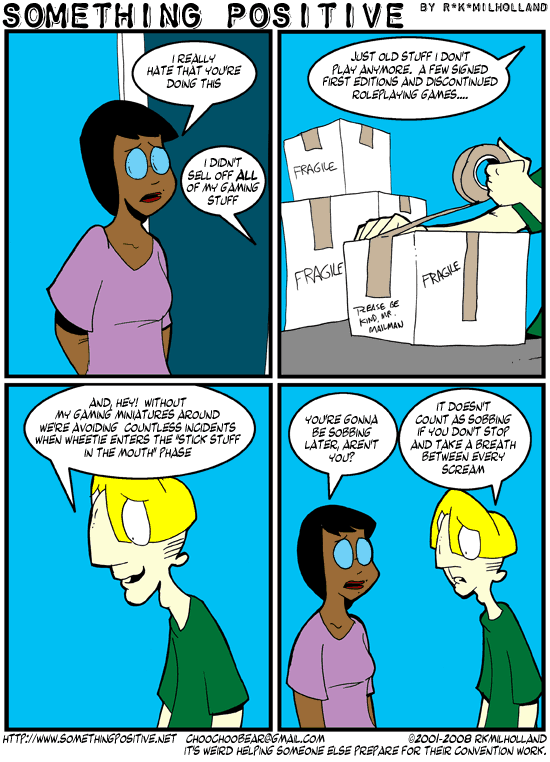 SOMETHING POSITIVE BY R*K*MILHOLLAND
I REALLY
HATE THAT YOU'RE
DOING THIS
I DIDN'T
SELL OFF ALL
OF MY GAMING
STUFF
JUST OLD STUFF I DON'T
PLAY ANYMORE. A FEW SIGNED
FIRST EDITIONS AND DISCONTINUED
ROLEPLAYING GAMES....
FRAGILE
FRAGILE
FRAGILE
PLEASE BE
KIND, MR.
MAILMAN
AND, HEY! WITHOUT
MY GAMING MINIATURES AROUND
WE'RE AVOIDING COUNTLESS INCIDENTS
WHEN WHEETIE ENTERS THE "STICK STUFF
IN THE MOUTH" PHASE
YOU'RE GONNA
BE SOBBING
LATER, AREN'T
YOU?
IT DOESN'T
COUNT AS SOBBING
IF YOU DON'T STOP
AND TAKE A BREATH
BETWEEN EVERY
SCREAM
HTTP://WWW.SOMETHINGPOSITIVE.NET CHOOCHOOBEAR@GMAIL.COM ©2001-2008 RKMILHOLLAND
IT'S WEIRD HELPING SOMEONE ELSE PREPARE FOR THEIR CONVENTION WORK.